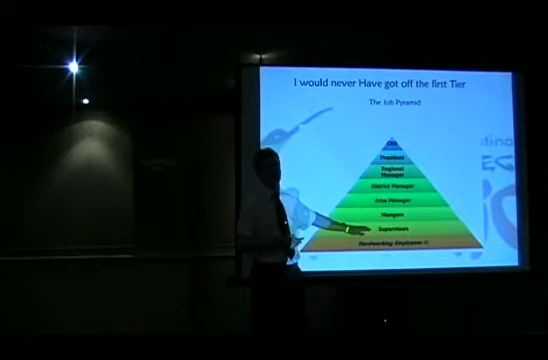 I would never Have got off the first Tier
The Job Pyramid
CEO
President
Regional
Manager
District Manager
Area Manager
Mangers
Supervisors
Hardworking Employees